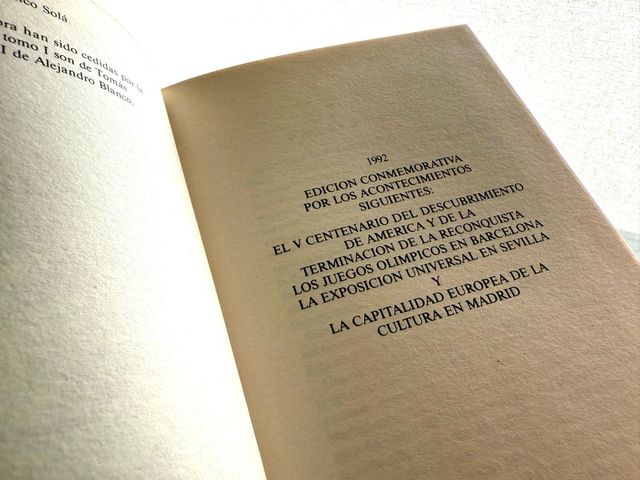 nco Solá
ora han sido cedidas por la
tomo I son de Tomás
I de Alejandro Blanco.
1992
EDICION CONMEMORATIVA
POR LOS ACONTECIMIENTOS
SIGUIENTES:
EL V CENTENARIO DEL DESCUBRIMIENTO
DE AMERICA Y DE LA
TERMINACION DE LA RECONQUISTA
LOS JUEGOS OLIMPICOS EN BARCELONA
LA EXPOSICION UNIVERSAL EN SEVILLA
Y
LA CAPITALIDAD EUROPEA DE LA
CULTURA EN MADRID